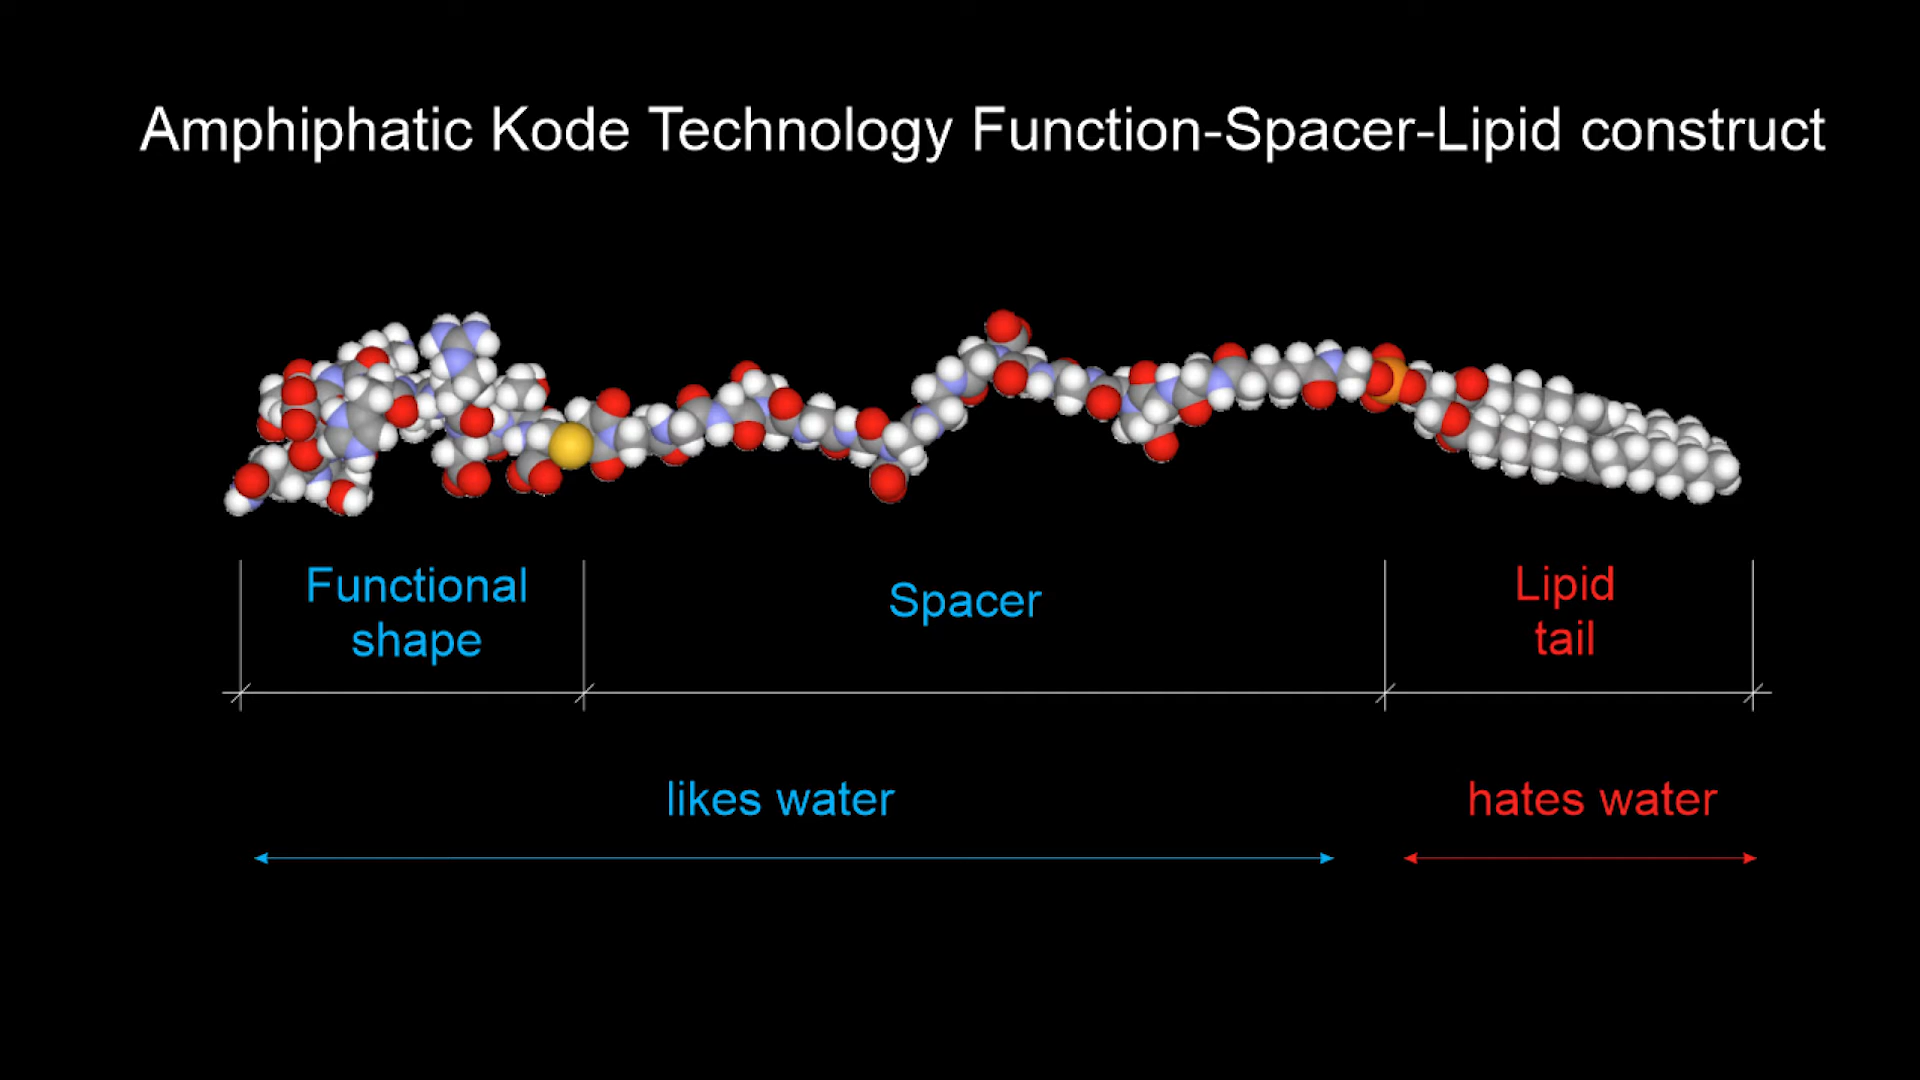 Amphiphatic Kode Technology Function-Spacer-Lipid construct
Functional
shape
Spacer
Lipid
tail
likes water
hates water